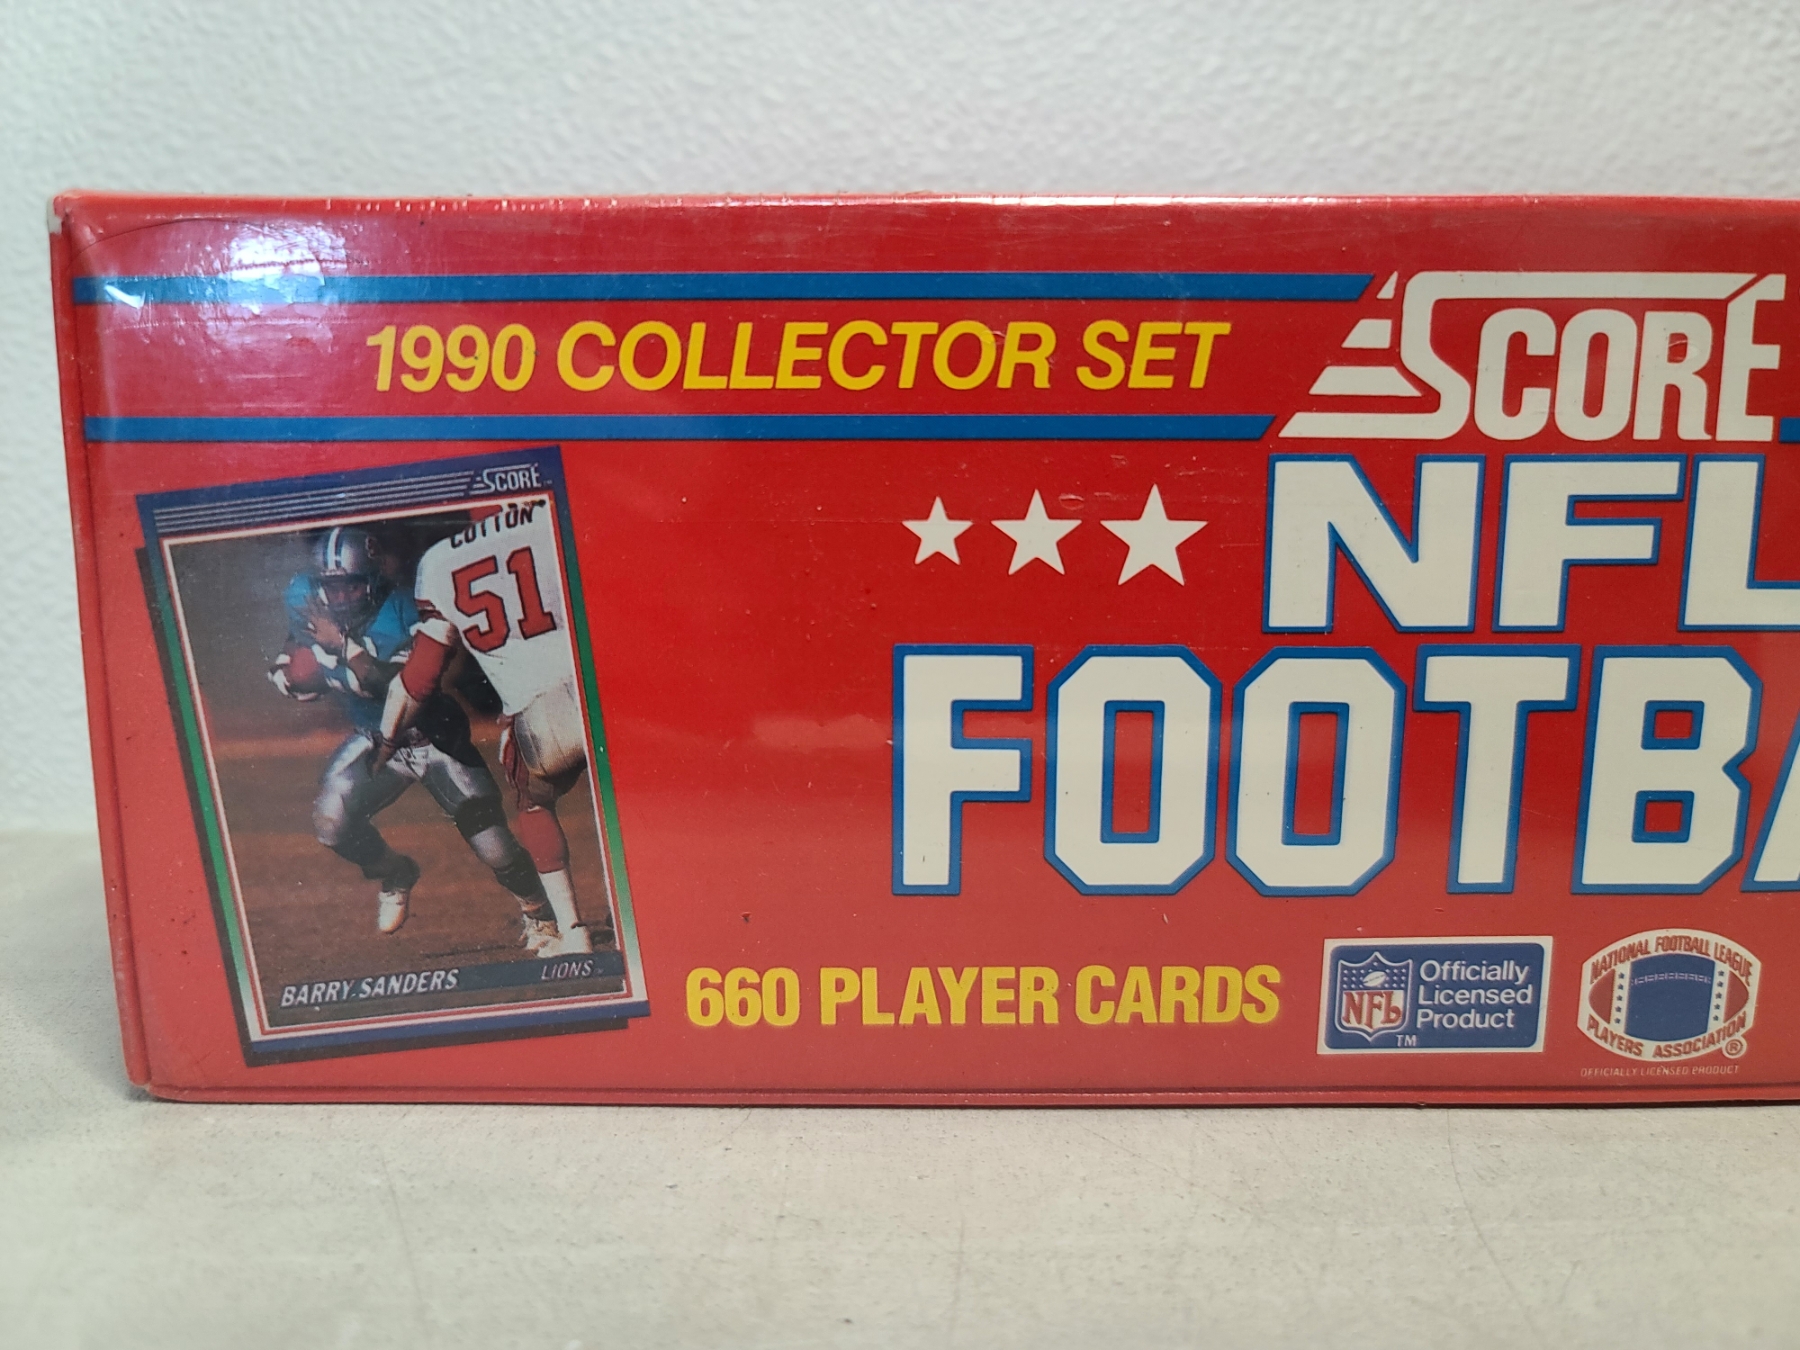 1990 COLLECTOR SET
SCORE
NFL
FOOTBA
SCORE
COTTON
51
BARRY SANDERS
LIONS
660 PLAYER CARDS
NFL
TM
Officially
Licensed
Product
NATIONAL FOOTBALL LEAGUE
PLAYERS ASSOCIATION
®
OFFICIALLY LICENSED PRODUCT